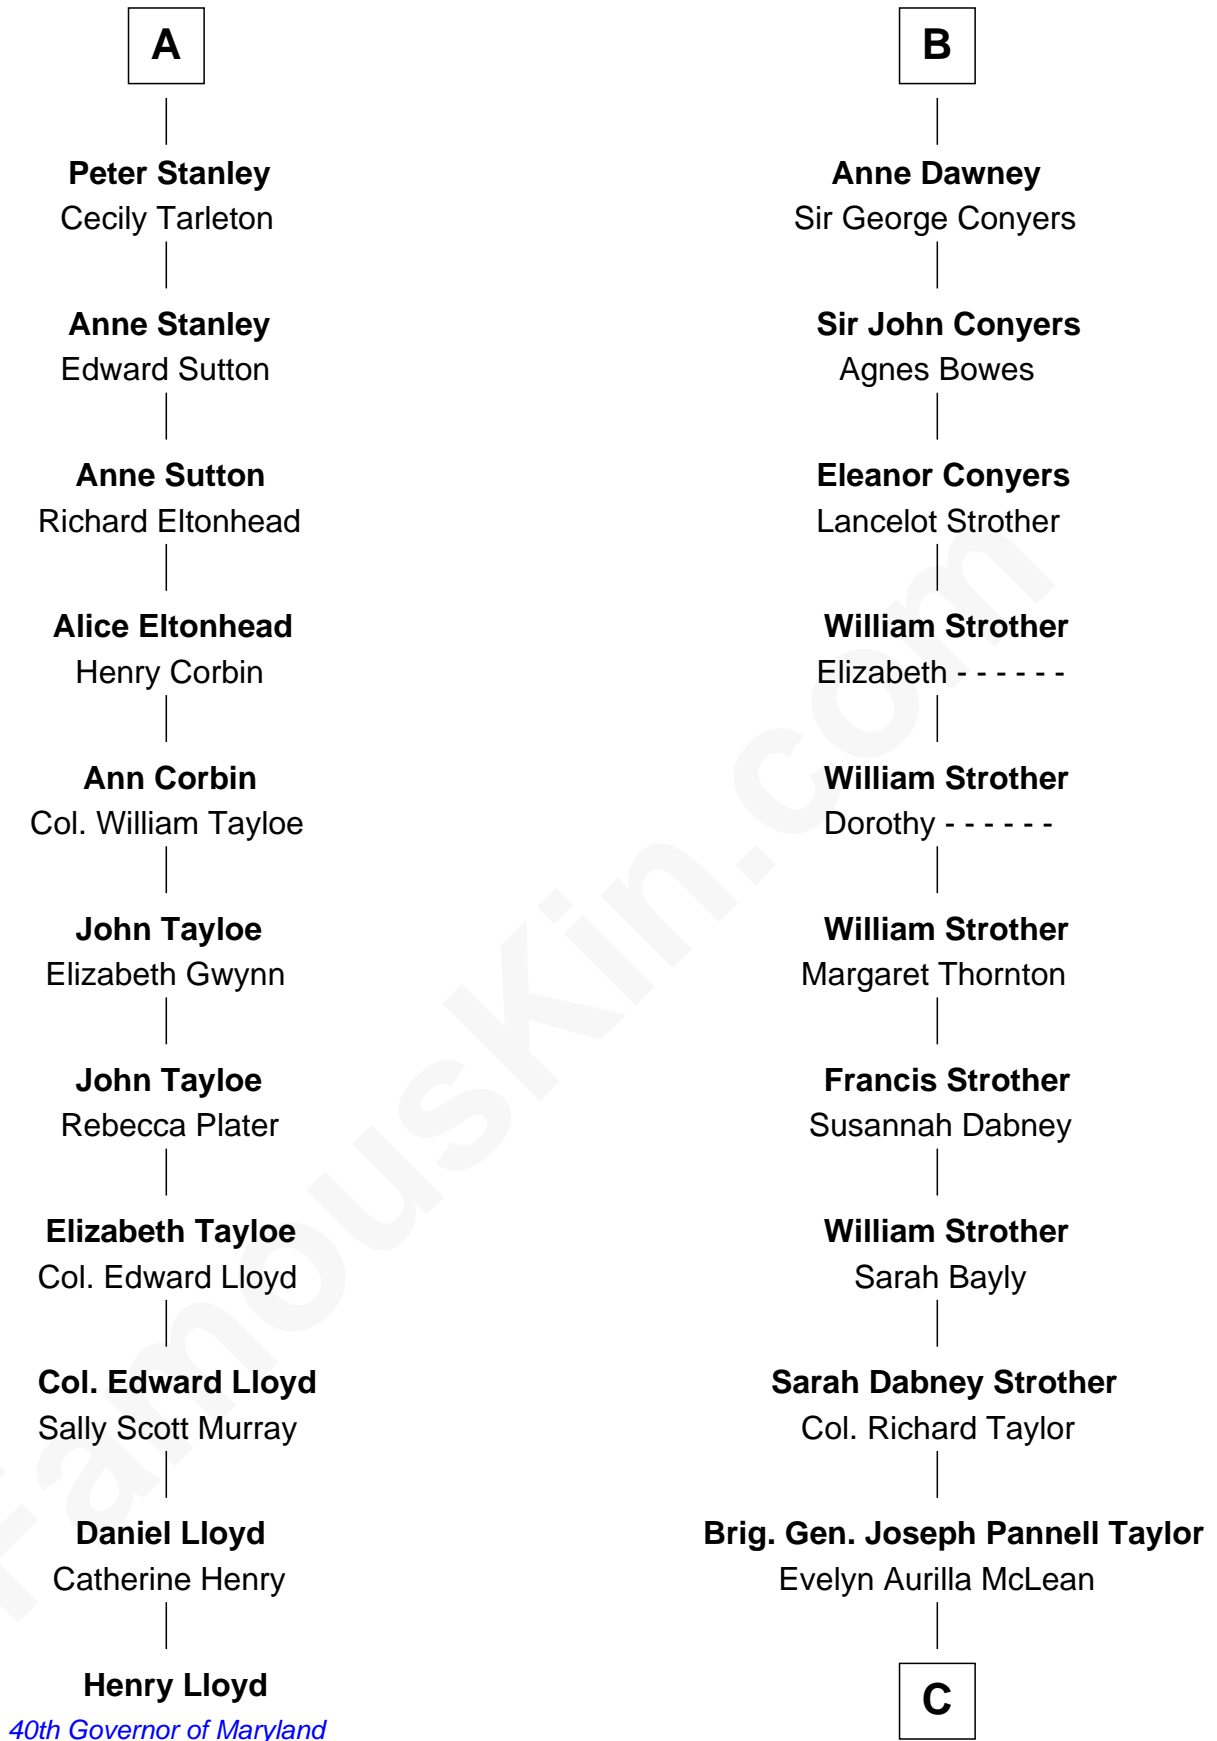 A
Peter Stanley
Cecily Tarleton
Anne Stanley
Edward Sutton
Anne Sutton
Richard Eltonhead
Alice Eltonhead
Henry Corbin
Ann Corbin
Col. William Tayloe
John Tayloe
Elizabeth Gwynn
John Tayloe
Rebecca Plater
Elizabeth Tayloe
Col. Edward Lloyd
Col. Edward Lloyd
Sally Scott Murray
Daniel Lloyd
Catherine Henry
Henry Lloyd
40th Governor of Maryland
B
Anne Dawney
Sir George Conyers
Sir John Conyers
Agnes Bowes
Eleanor Conyers
Lancelot Strother
William Strother
Elizabeth - - - - - -
William Strother
Dorothy - - - - - -
William Strother
Margaret Thornton
Francis Strother
Susannah Dabney
William Strother
Sarah Bayly
Sarah Dabney Strother
Col. Richard Taylor
Brig. Gen. Joseph Pannell Taylor
Evelyn Aurilla McLean
C
FamousKin.com